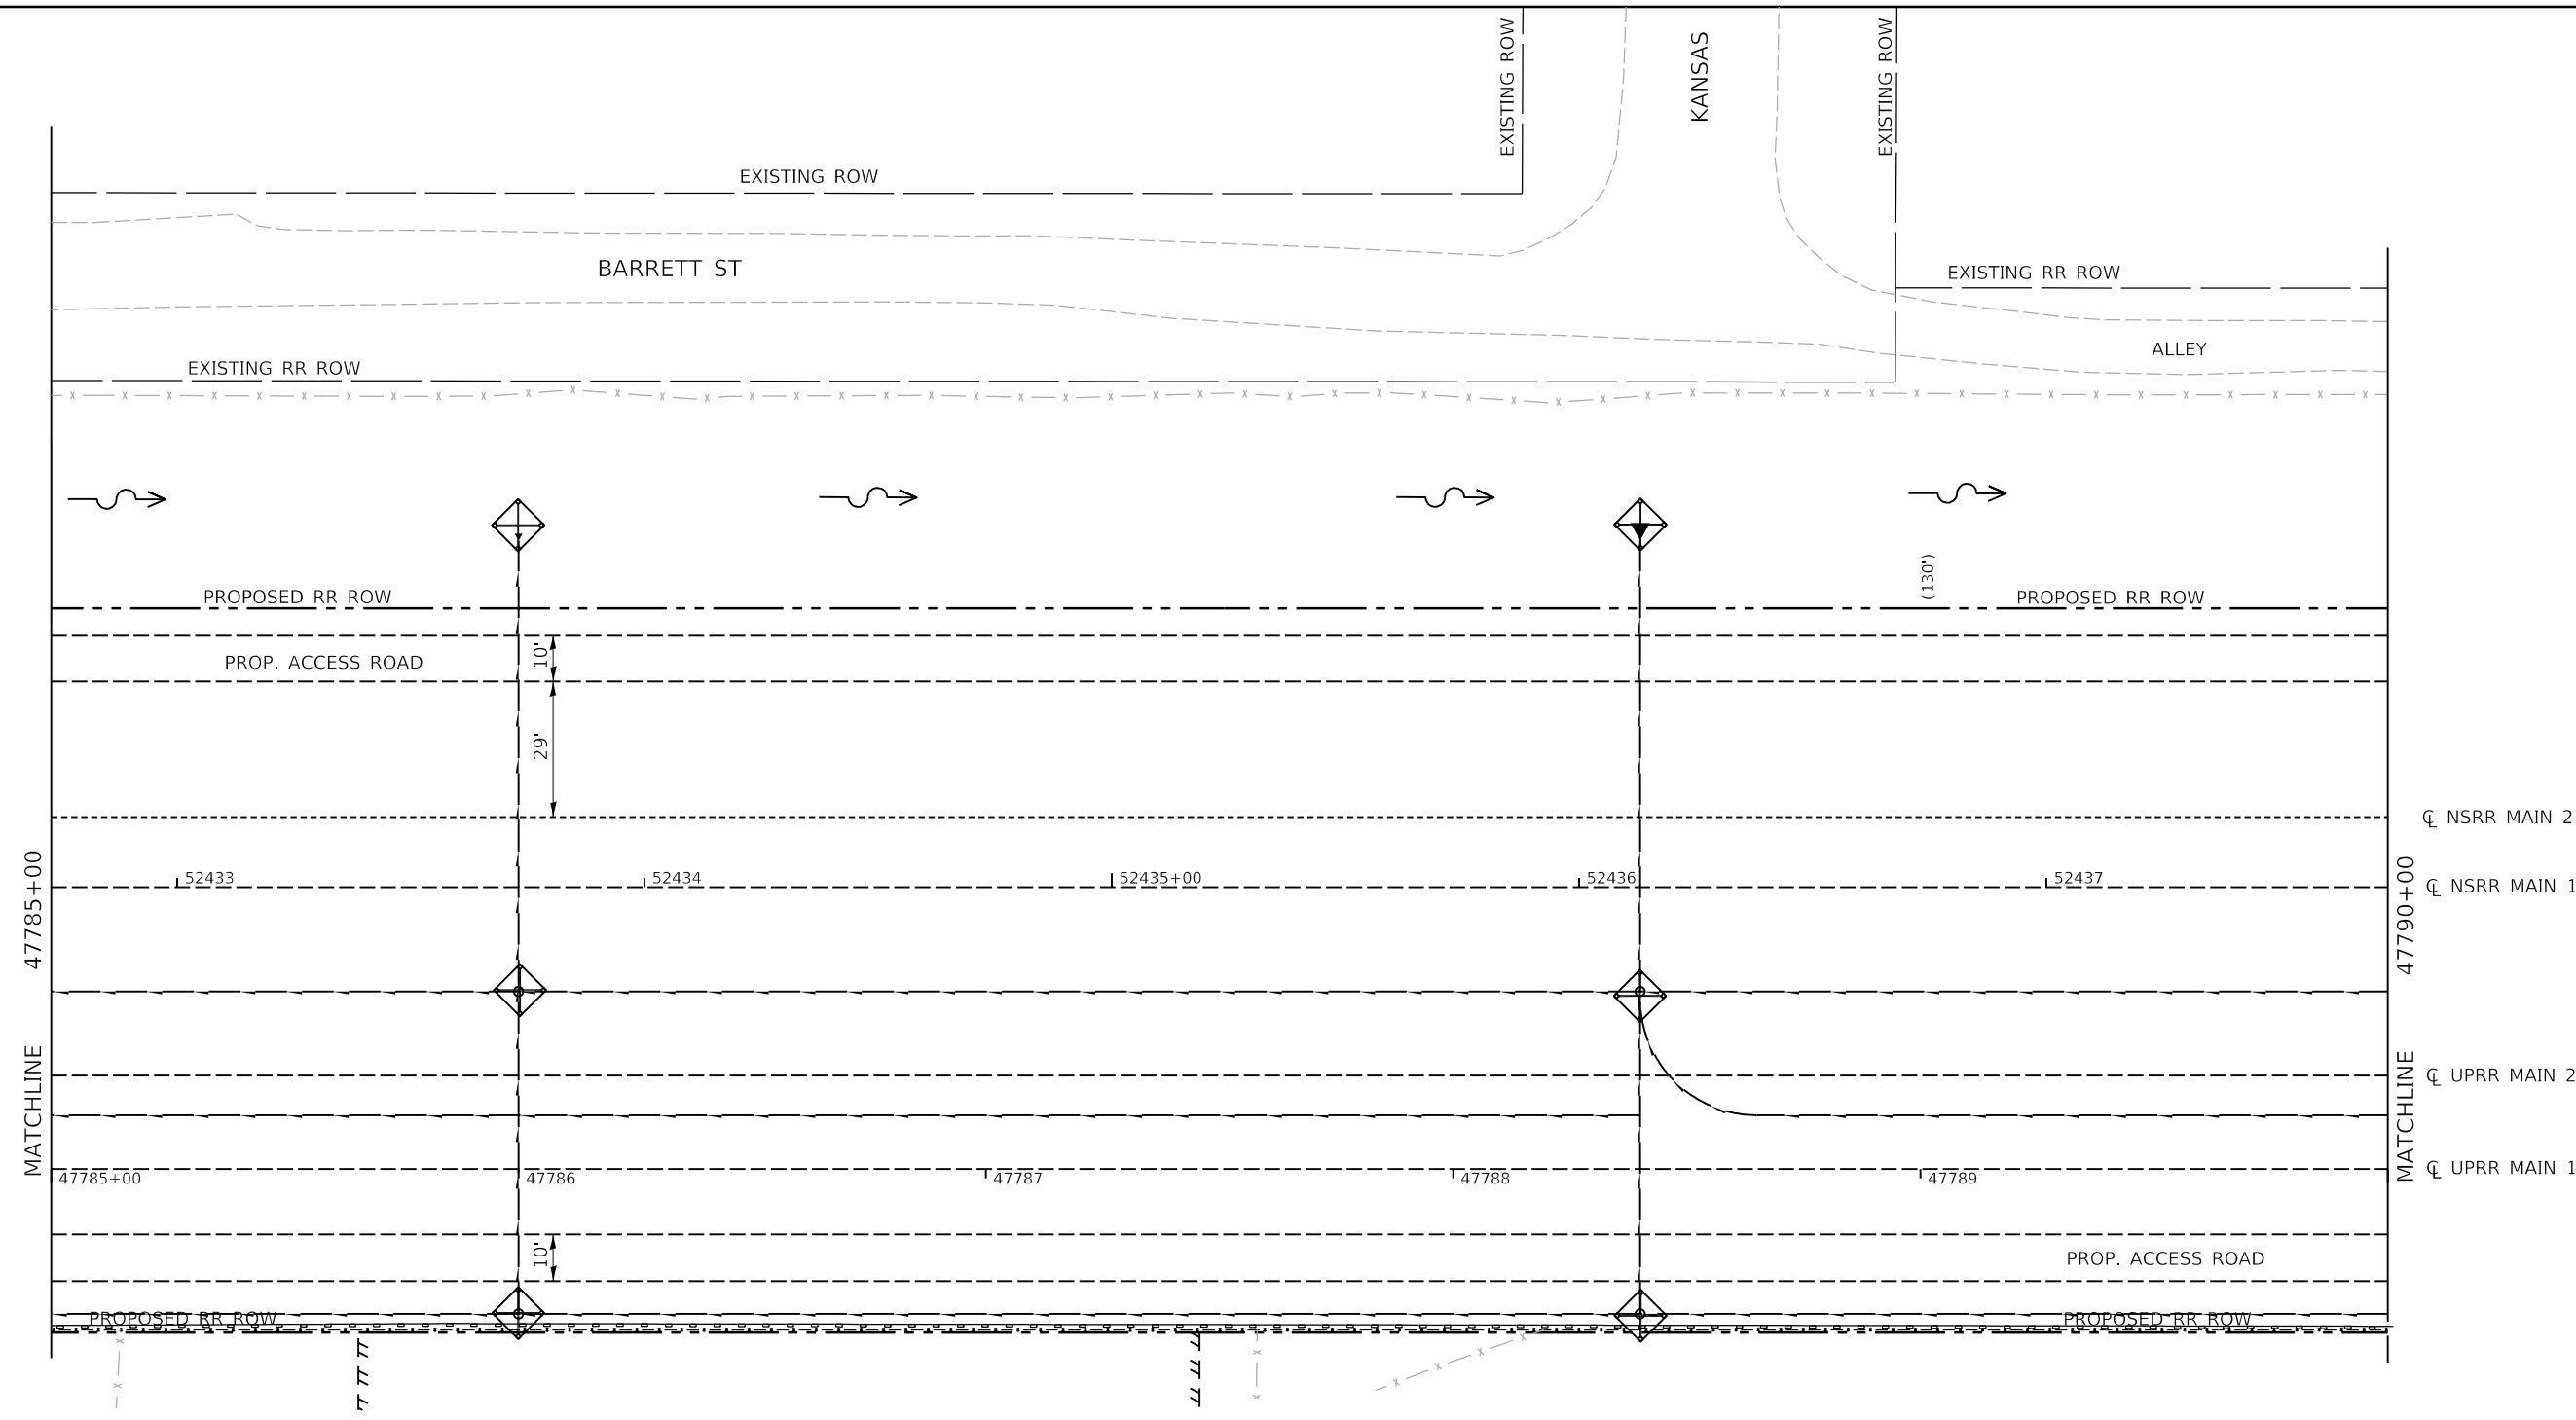 EXISTING ROW
KANSAS
EXISTING ROW
EXISTING ROW
BARRETT ST
EXISTING RR ROW
ALLEY
EXISTING RR ROW
(130')
PROPOSED RR ROW
PROPOSED RR ROW
10'
PROP. ACCESS ROAD
29'
℄ NSRR MAIN 2
52433
52434
52435+00
52436
52437
℄ NSRR MAIN 1
MATCHLINE 47785+00
MATCHLINE 47790+00
℄ UPRR MAIN 2
℄ UPRR MAIN 1
47785+00
47786
47787
47788
47789
10'
PROP. ACCESS ROAD
PROPOSED RR ROW
PROPOSED RR ROW